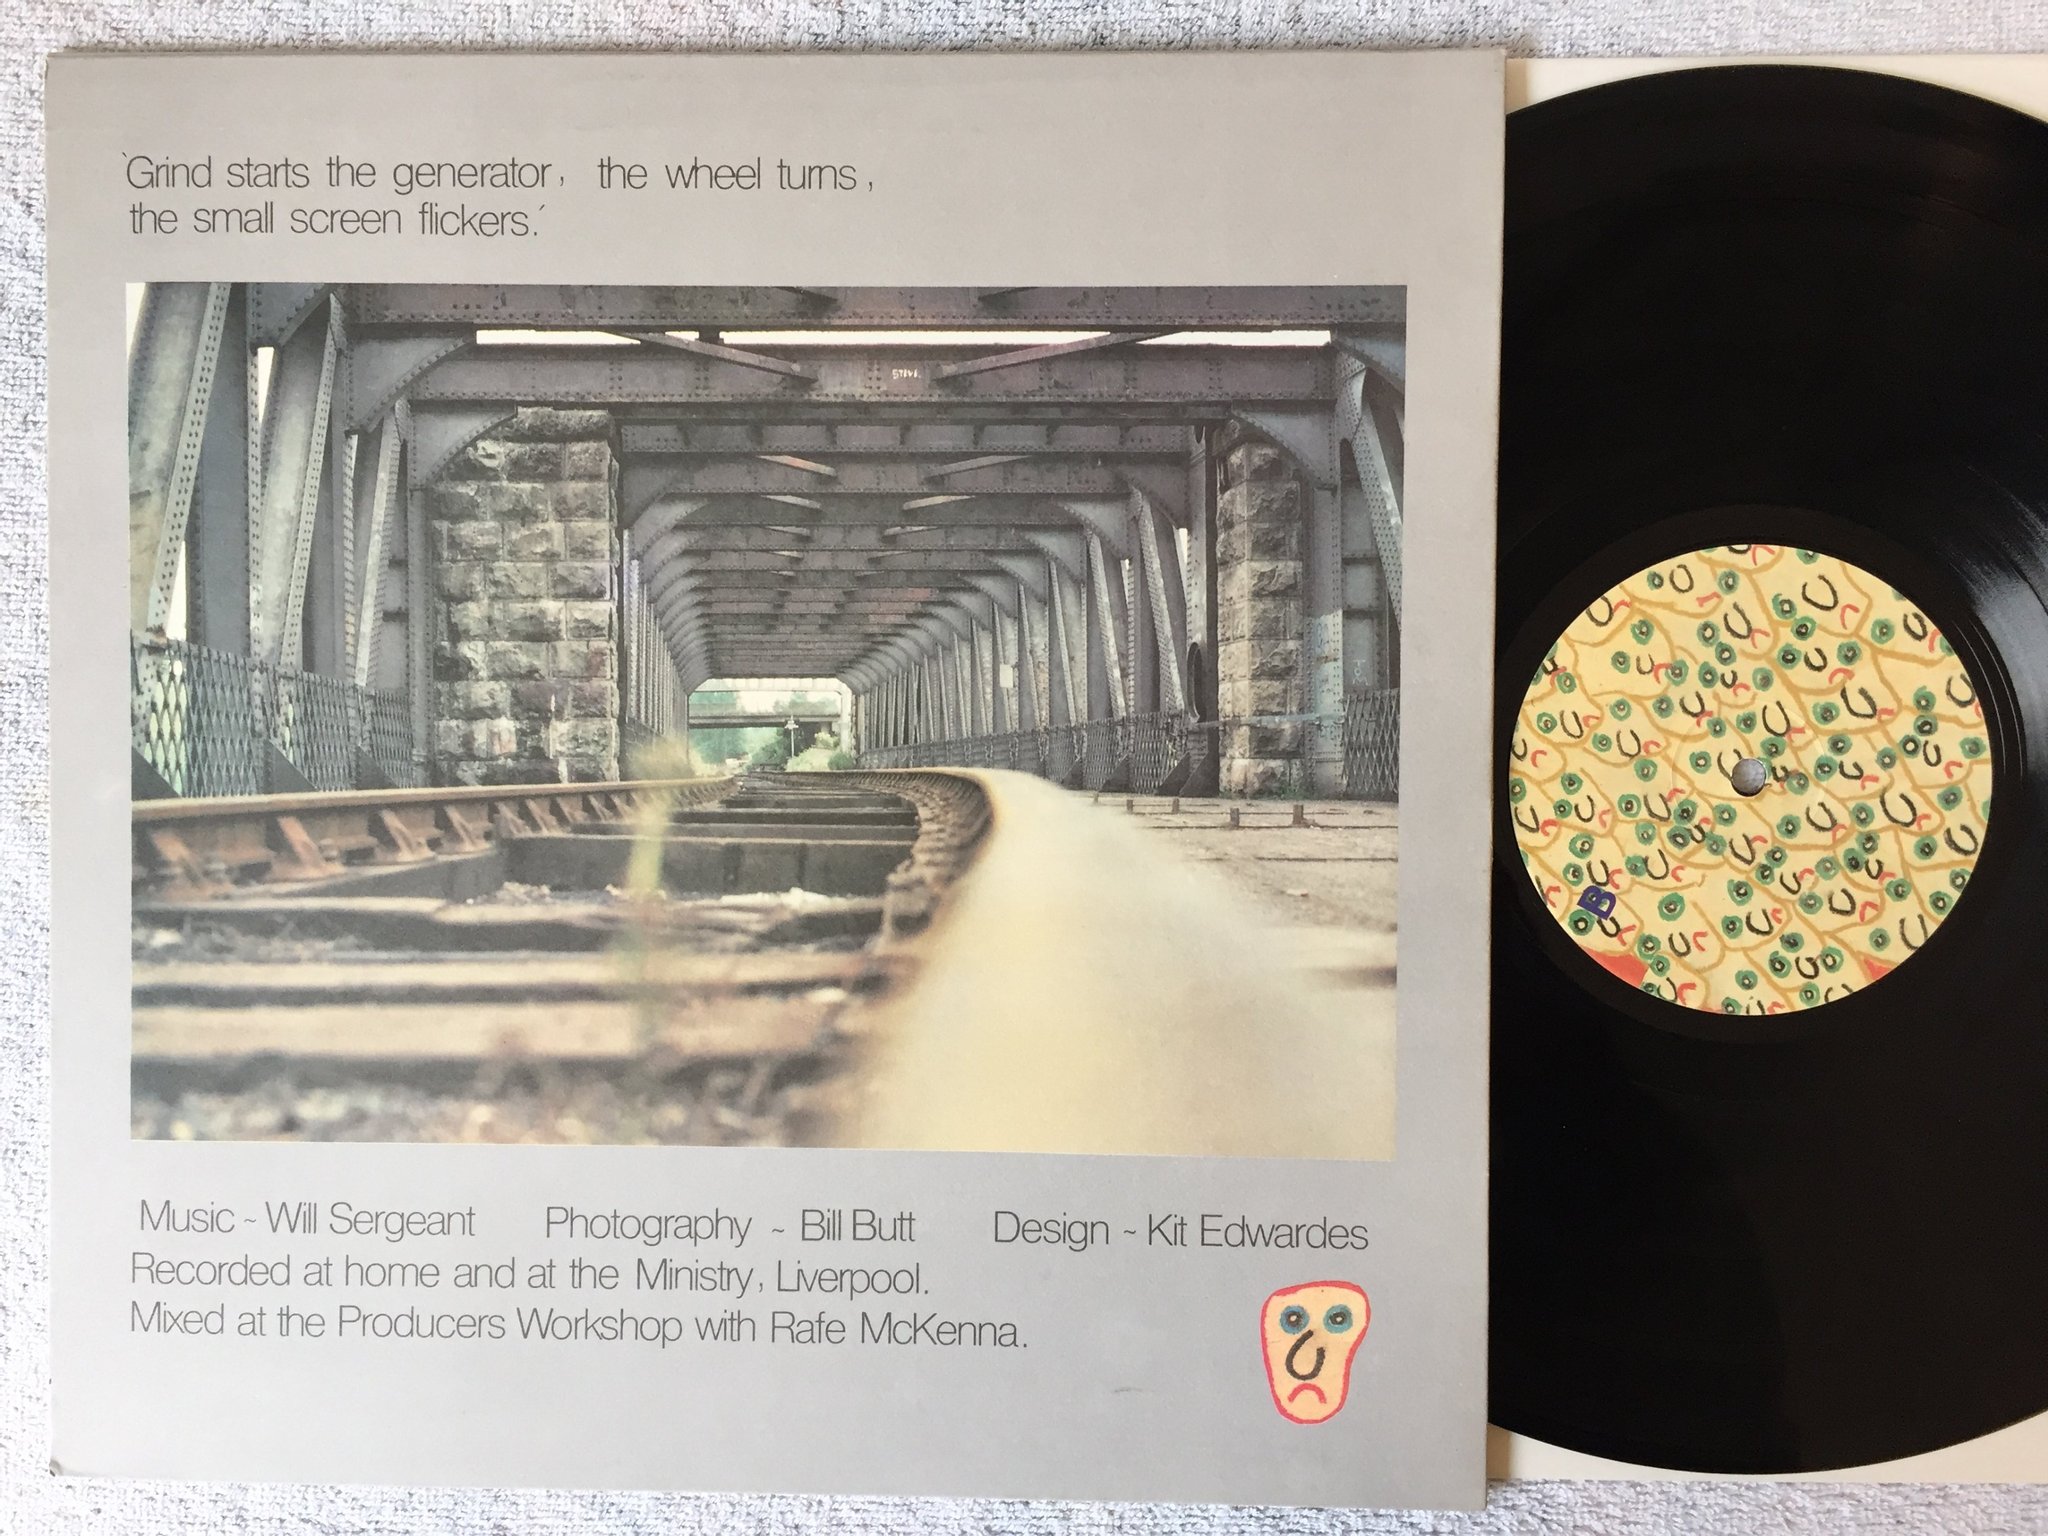 `Grind starts the generator, the wheel turns,
the small screen flickers.´
Music ~ Will Sergeant Photography ~ Bill Butt Design ~ Kit Edwardes
Recorded at home and at the Ministry, Liverpool.
Mixed at the Producers Workshop with Rafe McKenna.
B